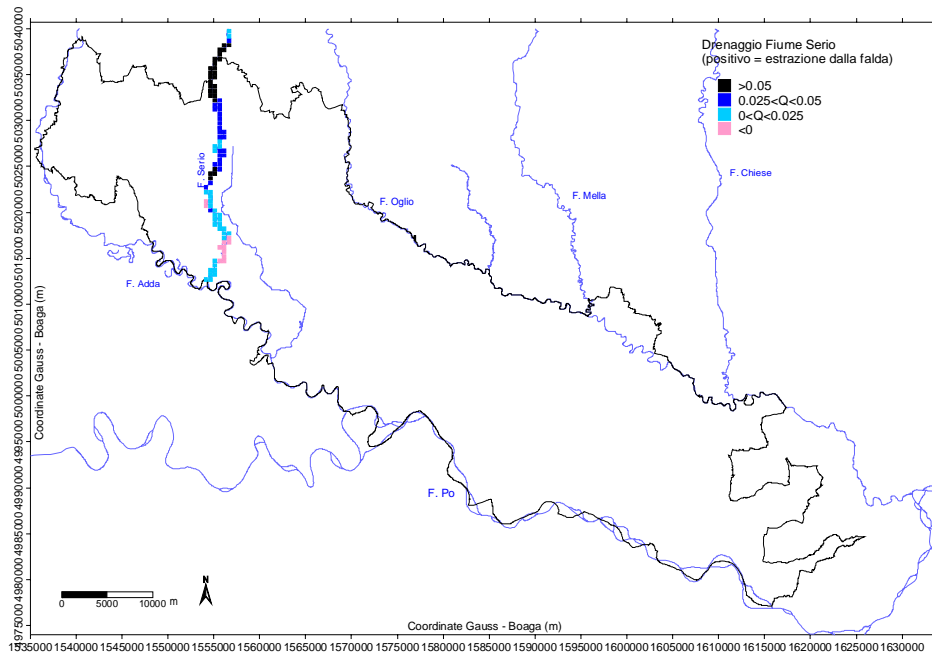 Drenaggio Fiume Serio
(positivo = estrazione dalla falda)
>0.05
0.025<Q<0.05
0<Q<0.025
<0
F. Serio
F. Oglio
F. Mella
F. Chiese
F. Adda
F. Po
N
0 5000 10000 m
Coordinate Gauss - Boaga (m)
Coordinate Gauss - Boaga (m)
4975000 4980000 4985000 4990000 4995000 5000000 5005000 5010000 5015000 5020000 5025000 5030000 5035000 5040000
1535000 1540000 1545000 1550000 1555000 1560000 1565000 1570000 1575000 1580000 1585000 1590000 1595000 1600000 1605000 1610000 1615000 1620000 1625000 1630000